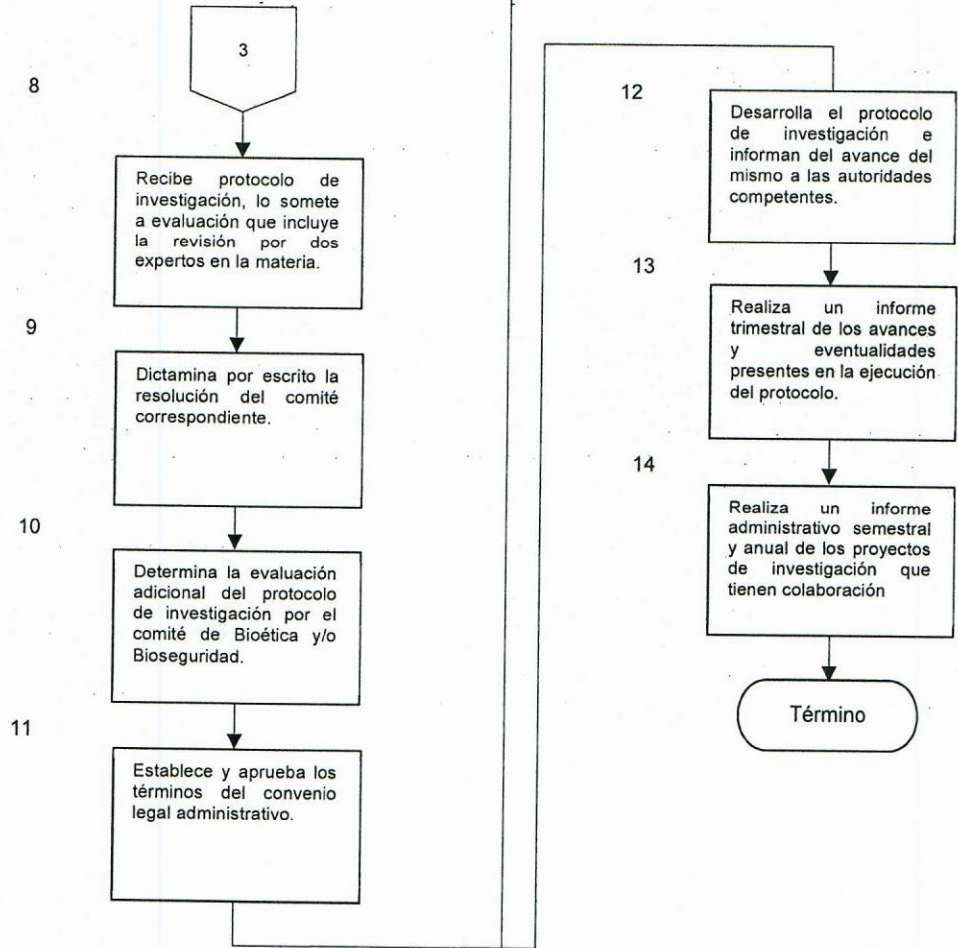 3
8
Recibe protocolo de
investigación, lo somete
a evaluación que incluye
la revisión por dos
expertos en la materia.
9
Dictamina por escrito la
resolución del comité
correspondiente.
10
Determina la evaluación
adicional del protocolo
de investigación por el
comité de Bioética y/o
Bioseguridad.
11
Establece y aprueba los
términos del convenio
legal administrativo.
12
Desarrolla el protocolo
de investigación e
informan del avance del
mismo a las autoridades
competentes.
13
Realiza un informe
trimestral de los avances
y eventualidades
presentes en la ejecución
del protocolo.
14
Realiza un informe
administrativo semestral
y anual de los proyectos
de investigación que
tienen colaboración
Término